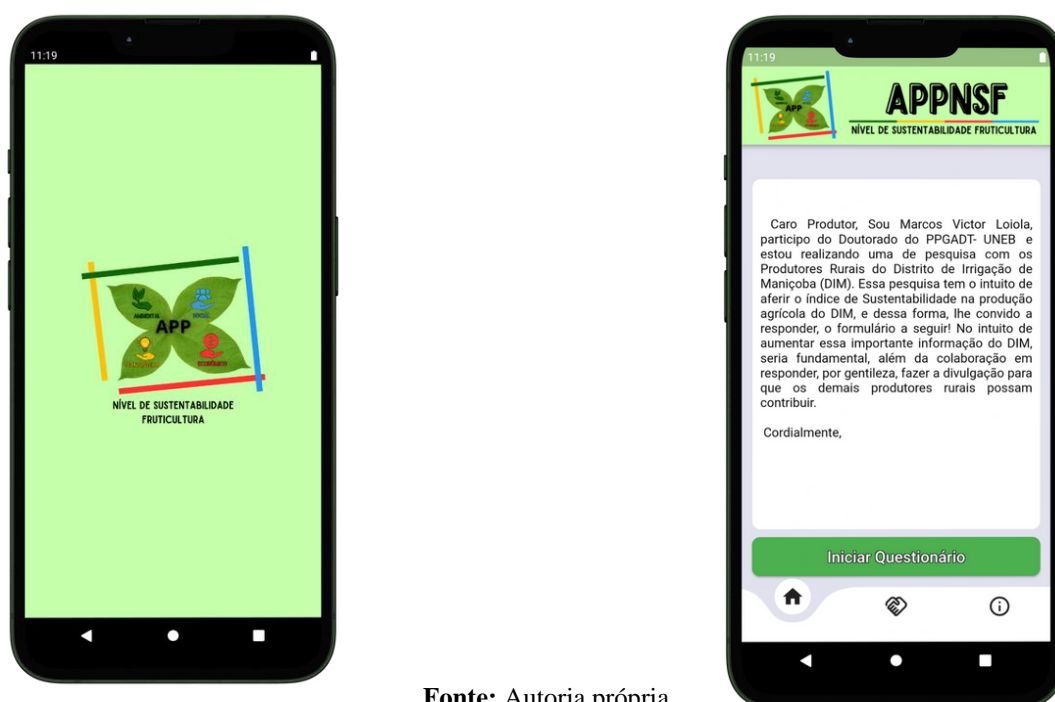 11:19
AMBIENTAL
SOCIAL
APP
ECONÔMICO
NÍVEL DE SUSTENTABILIDADE
FRUTICULTURA
11:19
APP
APPNSF
NÍVEL DE SUSTENTABILIDADE FRUTICULTURA
Caro Produtor, Sou Marcos Victor Loiola,
participo do Doutorado do PPGADT- UNEB e
estou realizando uma de pesquisa com os
Produtores Rurais do Distrito de Irrigação de
Maniçoba (DIM). Essa pesquisa tem o intuito de
aferir o índice de Sustentabilidade na produção
agrícola do DIM, e dessa forma, lhe convido a
responder, o formulário a seguir! No intuito de
aumentar essa importante informação do DIM,
seria fundamental, além da colaboração em
responder, por gentileza, fazer a divulgação para
que os demais produtores rurais possam
contribuir.
Cordialmente,
Iniciar Questionário
Fonte: Autoria própria